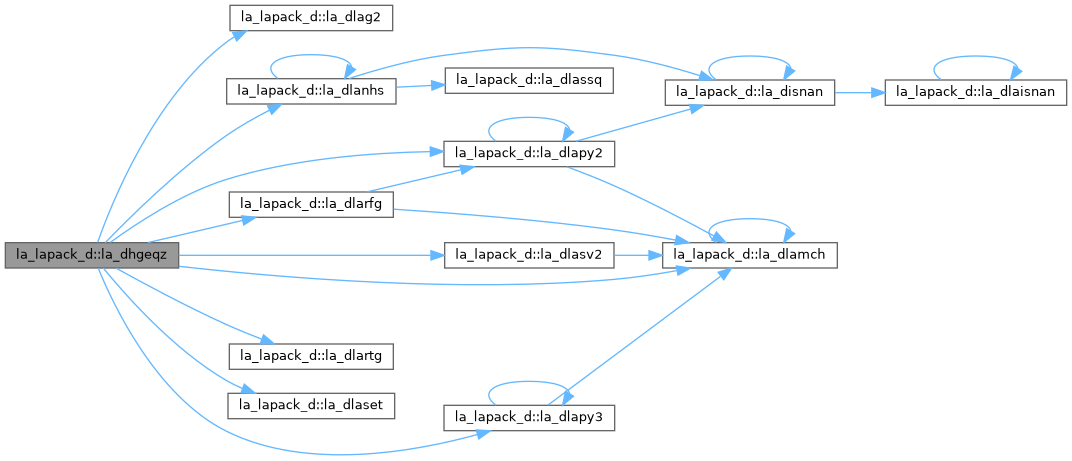 la_lapack_d::la_dlag2
la_lapack_d::la_dlanhs
la_lapack_d::la_dlassq
la_lapack_d::la_disnan
la_lapack_d::la_dlaisnan
la_lapack_d::la_dlapy2
la_lapack_d::la_dlarfg
la_lapack_d::la_dhgeqz
la_lapack_d::la_dlasv2
la_lapack_d::la_dlamch
la_lapack_d::la_dlartg
la_lapack_d::la_dlaset
la_lapack_d::la_dlapy3